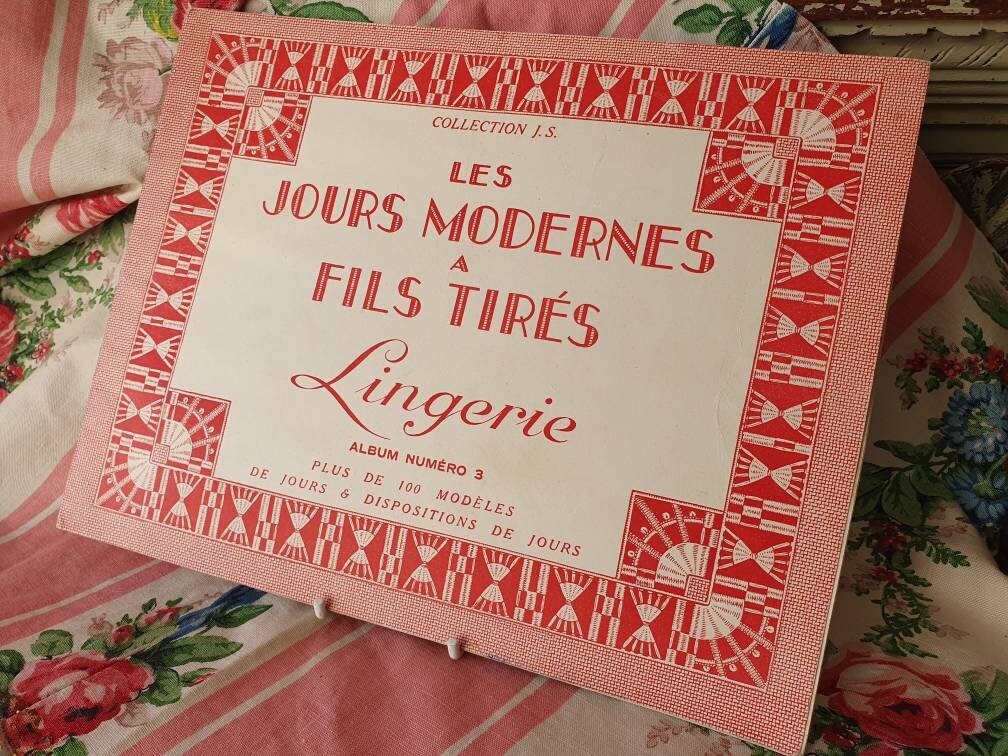 COLLECTION J.S.
LES
JOURS MODERNES
A
FILS TIRÉS
Lingerie
ALBUM NUMÉRO 3
PLUS DE 100 MODÈLES
DE JOURS & DISPOSITIONS DE JOURS